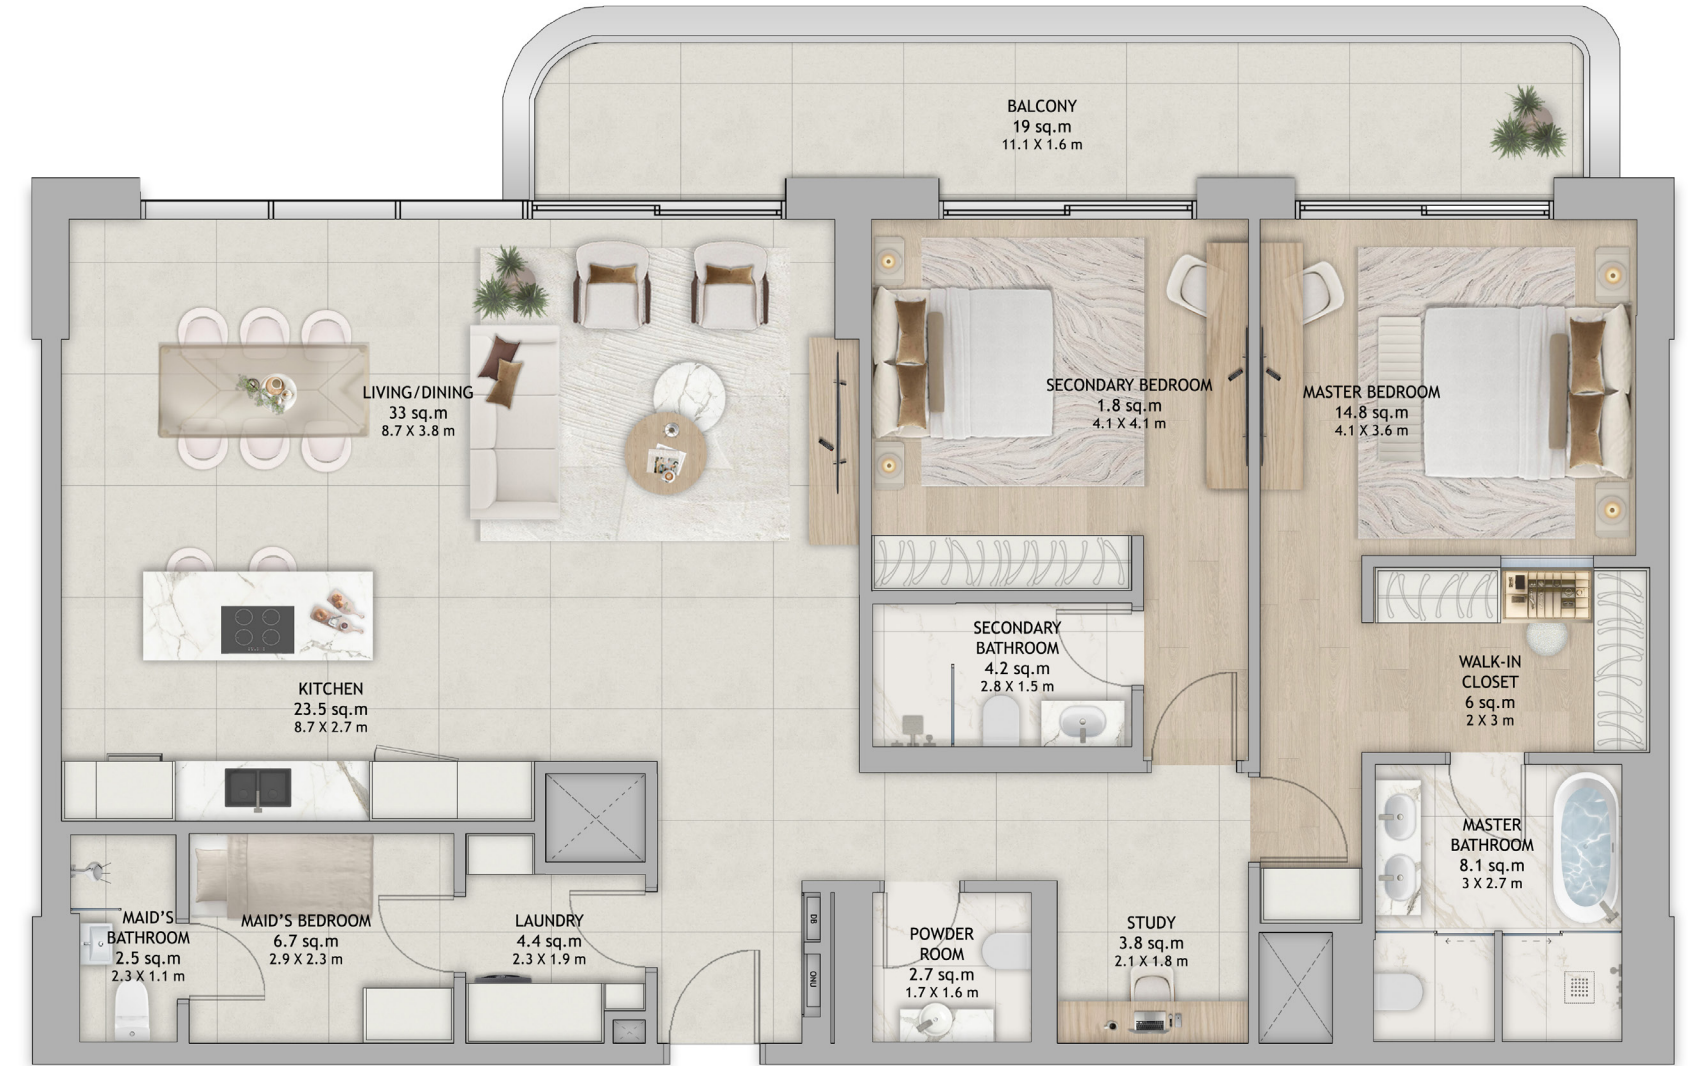 BALCONY
19 sq.m
11.1 X 1.6 m
LIVING/DINING
33 sq.m
8.7 X 3.8 m
SECONDARY BEDROOM
1.8 sq.m
4.1 X 4.1 m
MASTER BEDROOM
14.8 sq.m
4.1 X 3.6 m
SECONDARY
BATHROOM
4.2 sq.m
2.8 X 1.5 m
WALK-IN
CLOSET
6 sq.m
2 X 3 m
KITCHEN
23.5 sq.m
8.7 X 2.7 m
MASTER
BATHROOM
8.1 sq.m
3 X 2.7 m
MAID'S
BATHROOM
2.5 sq.m
2.3 X 1.1 m
MAID'S BEDROOM
6.7 sq.m
2.9 X 2.3 m
LAUNDRY
4.4 sq.m
2.3 X 1.9 m
DB
ONU
POWDER
ROOM
2.7 sq.m
1.7 X 1.6 m
STUDY
3.8 sq.m
2.1 X 1.8 m